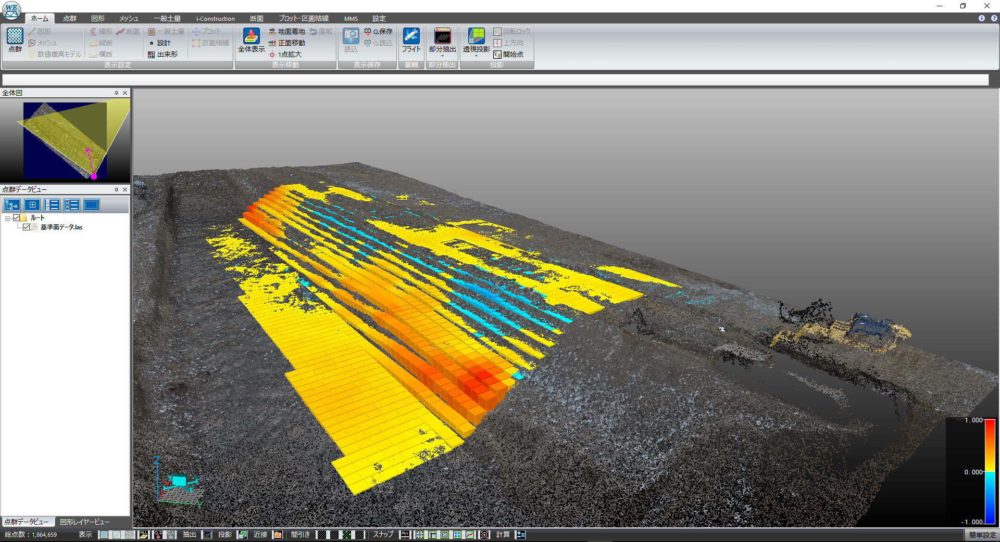 WE
ホーム 点群 図形 メッシュ 一般土量 i-Construction 断面 プロット・区画結線 MMS 設定
点群
図形
メッシュ
数値標高モデル
線形 断面
縦断
横断
一般土量
設計
出来形
プロット
区画結線
表示設定
全体表示
地面着地 直前
正面移動
1点拡大
表示移動
読込
Q.保存
Q.読込
表示保存
フライト
景観
部分抽出
部分抽出
透視投影
回転ロック
上方向
開始点
投影
全体図
点群データビュー
ルート
基準面データ.las
Z
Y
1.000
0.000
-1.000
点群データビュー 図形レイヤービュー
総点数：1,864,659 表示 ALL Q.S Q.L 抽出 投影 近接 間引き スナップ ALL 計算 簡単設定